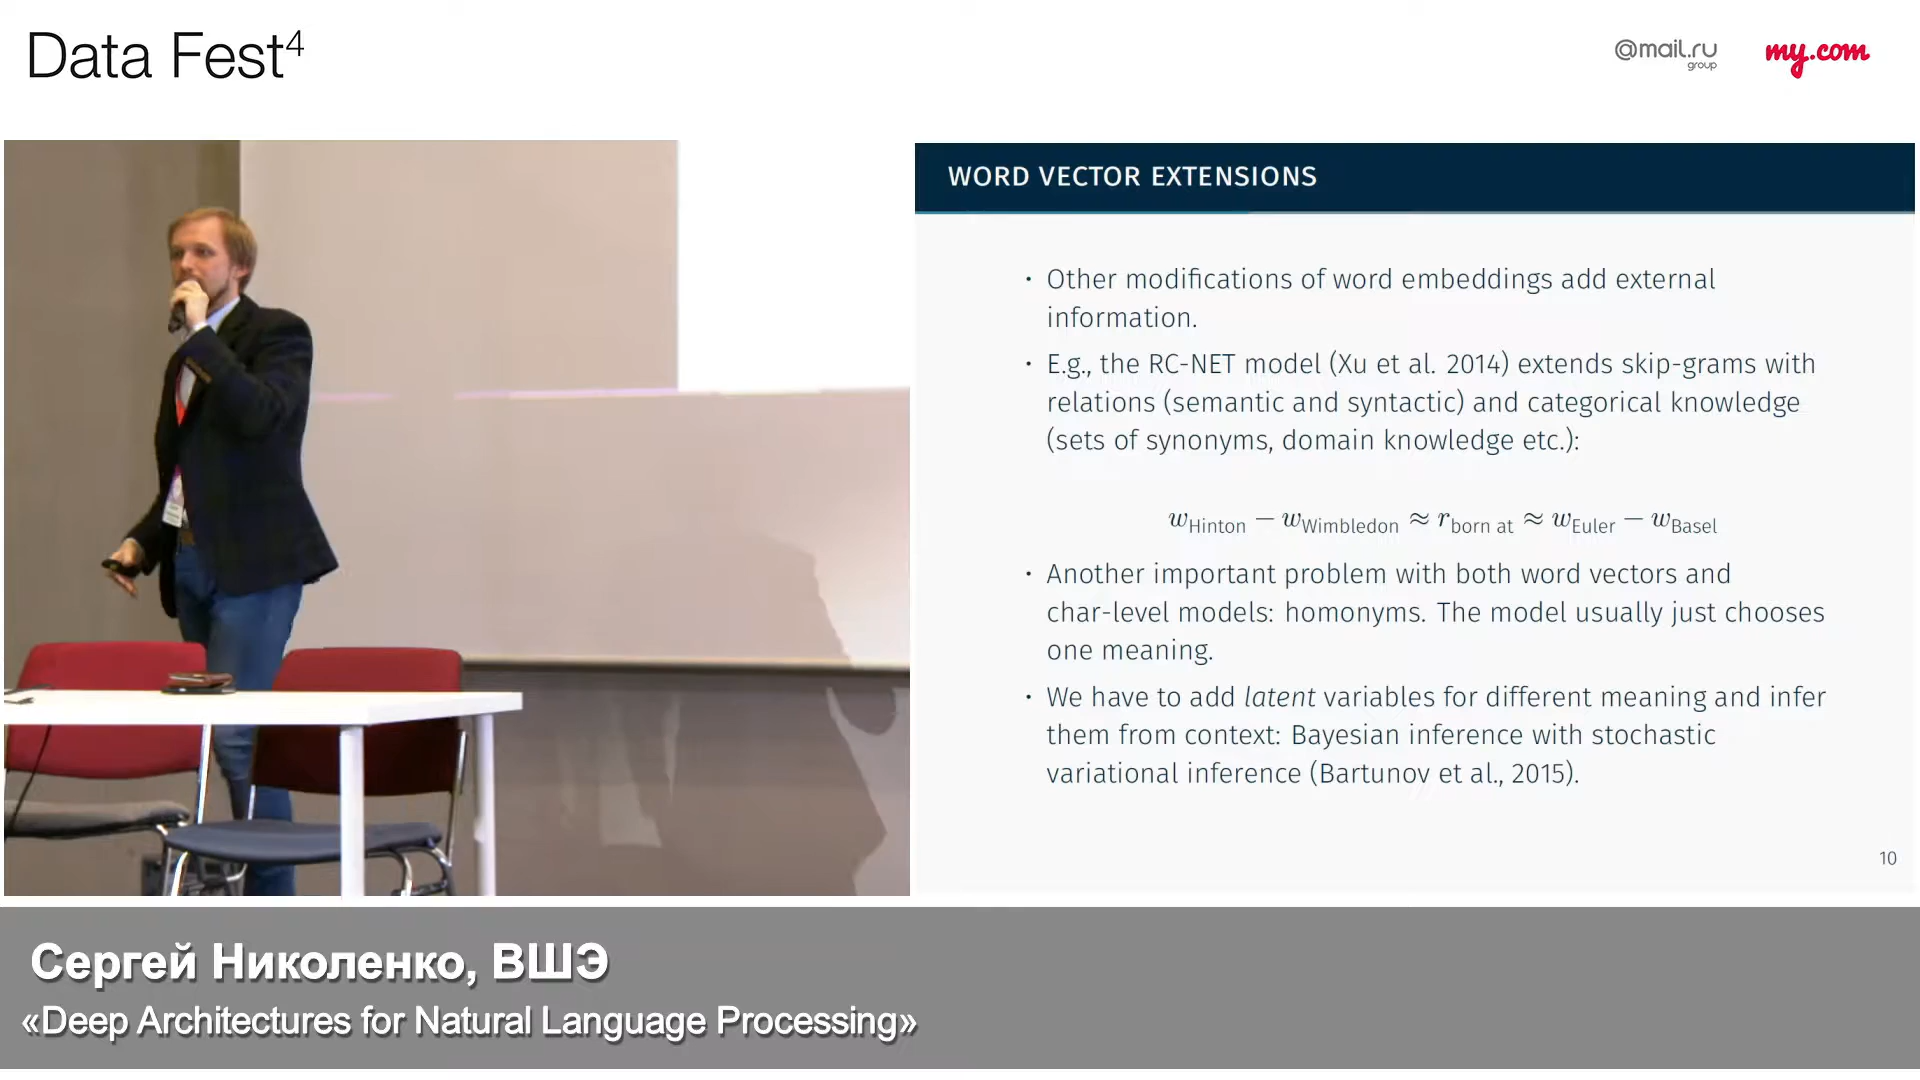 Data Fest⁴
@mail.ru
group
my.com
WORD VECTOR EXTENSIONS
· Other modifications of word embeddings add external
information.
· E.g., the RC-NET model (Xu et al. 2014) extends skip-grams with
relations (semantic and syntactic) and categorical knowledge
(sets of synonyms, domain knowledge etc.):
w_Hinton − w_Wimbledon ≈ r_born at ≈ w_Euler − w_Basel
· Another important problem with both word vectors and
char-level models: homonyms. The model usually just chooses
one meaning.
· We have to add latent variables for different meaning and infer
them from context: Bayesian inference with stochastic
variational inference (Bartunov et al., 2015).
10
Сергей Николенко, ВШЭ
«Deep Architectures for Natural Language Processing»